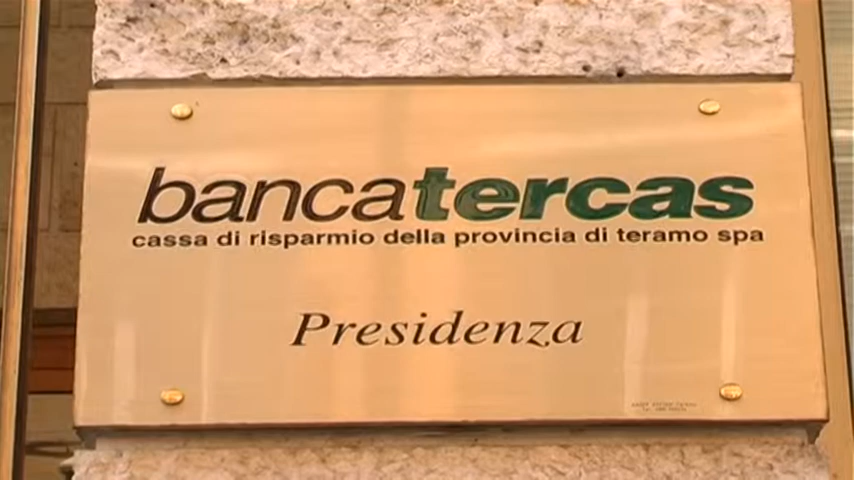 bancatercas
cassa di risparmio della provincia di teramo spa
Presidenza